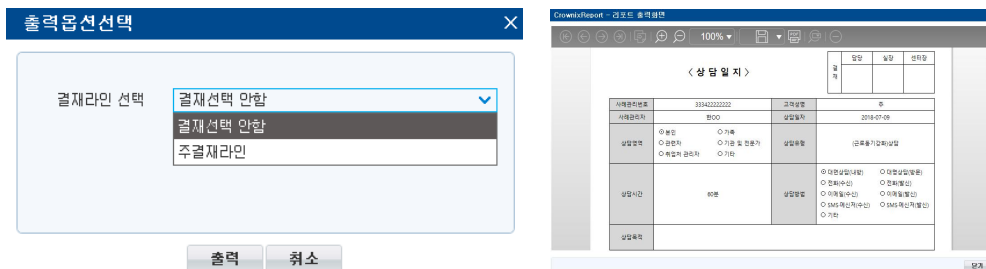 출력옵션선택
결재라인 선택
결재선택 안함
결재선택 안함
주결재라인
출력
취소
CrownixReport - 리포트 출력화면
100%
PDF
<상담일지>
결재
담당
실장
센터장
사례관리번호
333422222222
고객성명
주
사례관리자
한OO
상담일자
2018-07-09
상담영역
본인
가족
관련자
기관 및 전문가
취업처 관리자
기타
상담유형
(근로동기강화)상담
상담시간
60분
상담방법
대면상담(내방)
대면상담(방문)
전화(수신)
전화(발신)
이메일(수신)
이메일(발신)
SMS·메신저(수신)
SMS·메신저(발신)
기타
상담목적
닫기